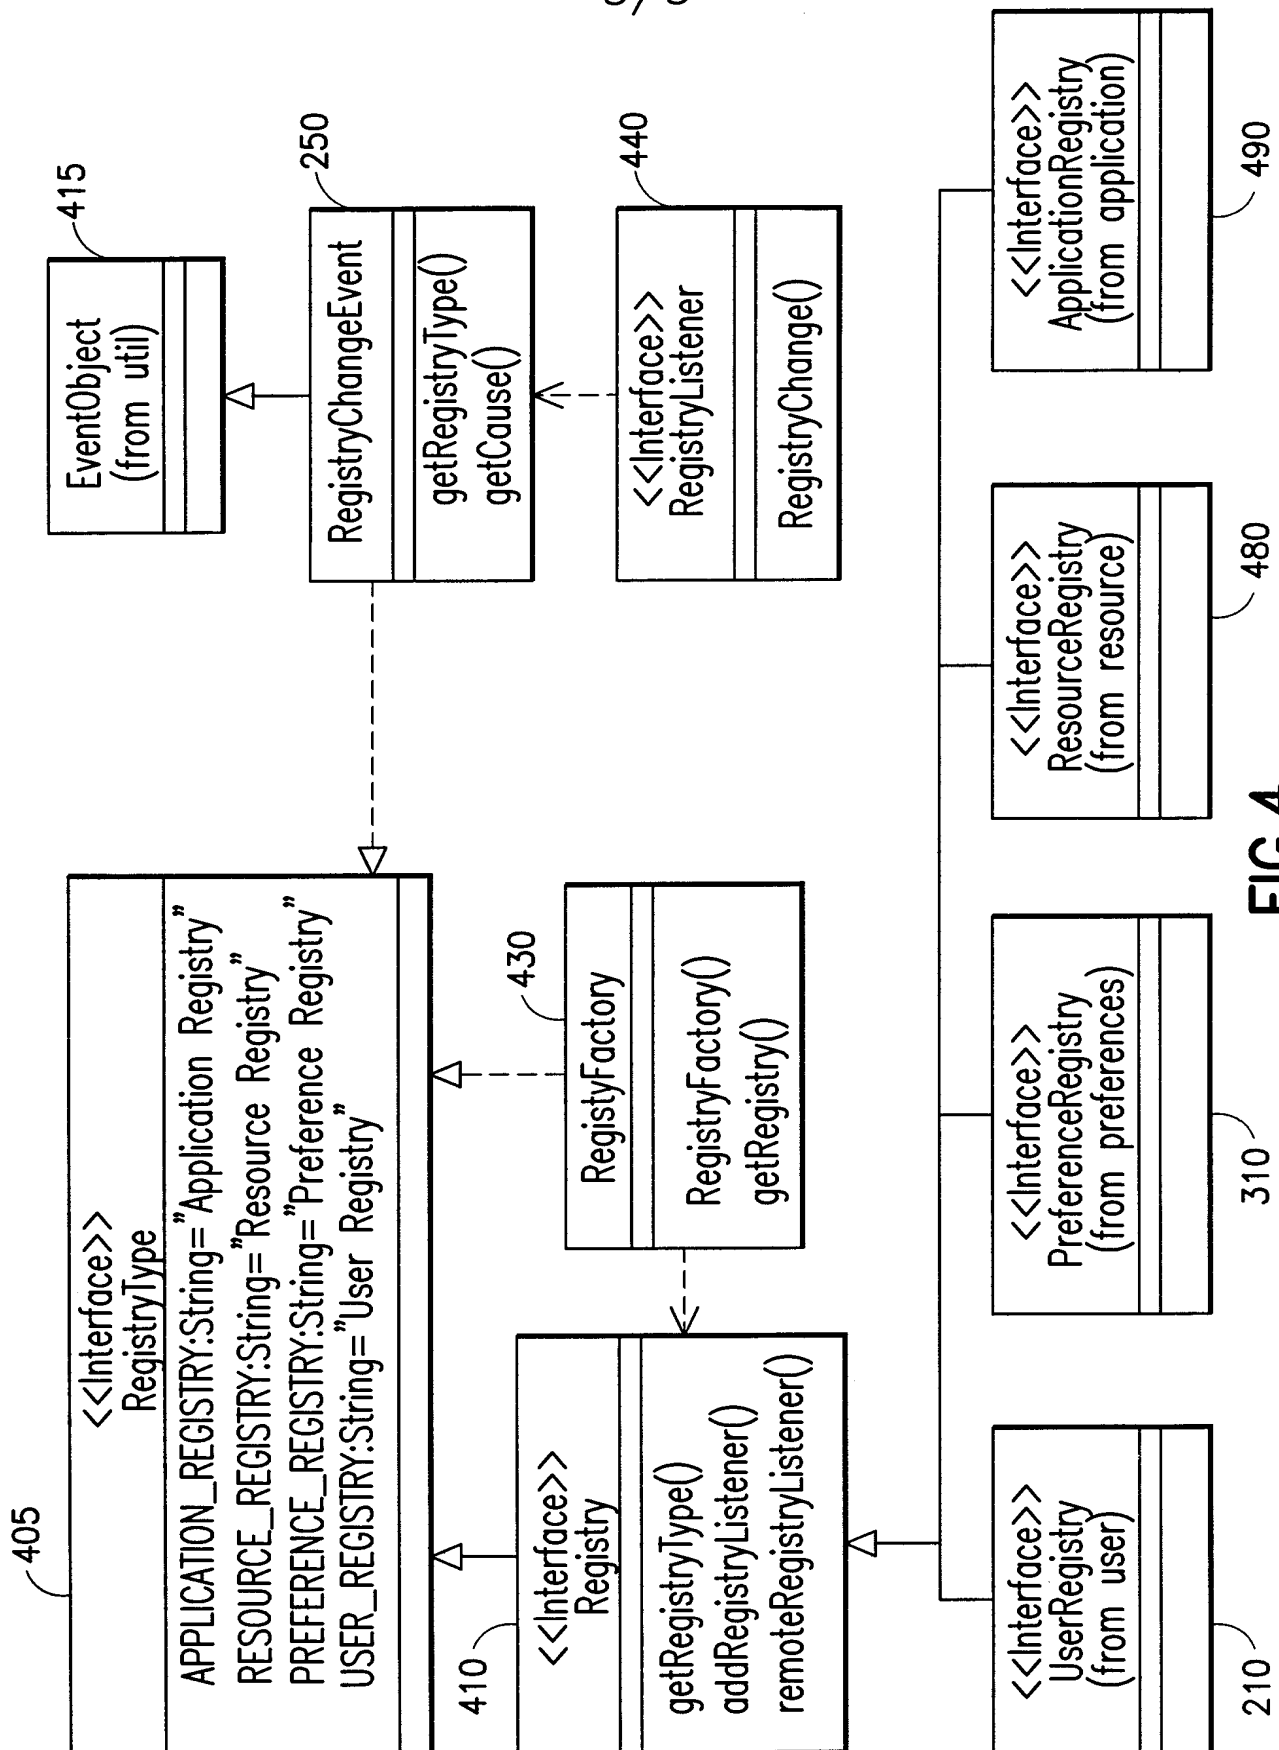 405
<<Interface>>
RegistryType
APPLICATION_REGISTRY:String="Application Registry"
RESOURCE_REGISTRY:String="Resource Registry"
PREFERENCE_REGISTRY:String="Preference Registry"
USER_REGISTRY:String="User Registry"
415
EventObject
(from util)
250
RegistryChangeEvent
getRegistryType()
getCause()
410
<<Interface>>
Registry
getRegistryType()
addRegistryListener()
remoteRegistryListener()
430
RegistyFactory
RegistryFactory()
getRegistry()
440
<<Interface>>
RegistryListener
RegistryChange()
<<Interface>>
UserRegistry
(from user)
210
<<Interface>>
PreferenceRegistry
(from preferences)
310
<<Interface>>
ResourceRegistry
(from resource)
480
<<Interface>>
ApplicationRegistry
(from application)
490